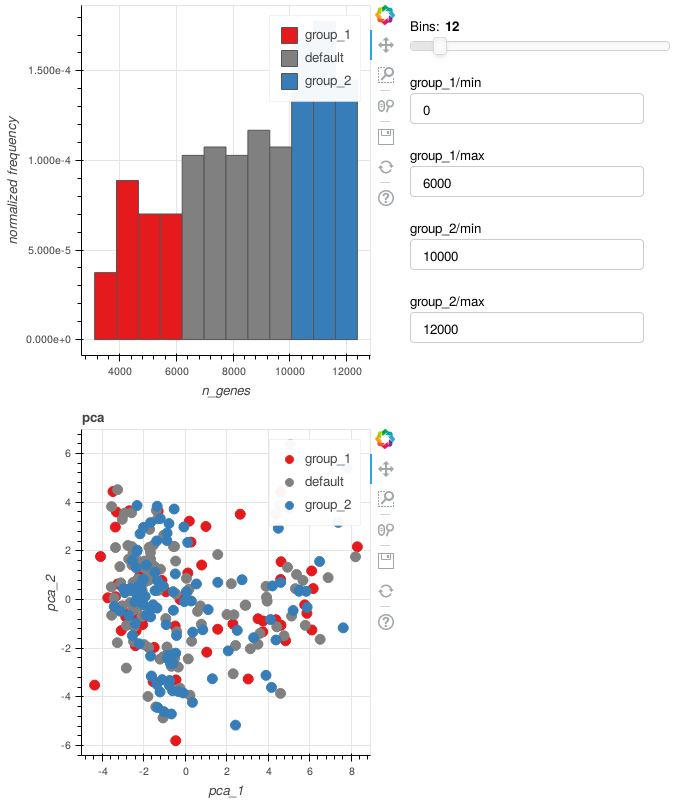 group_1
default
group_2
1.500e-4
1.000e-4
5.000e-5
0.000e+0
normalized frequency
4000
6000
8000
10000
12000
n_genes
Bins: 12
group_1/min
0
group_1/max
6000
group_2/min
10000
group_2/max
12000
pca
group_1
default
group_2
6
4
2
0
-2
-4
-6
pca_2
-4
-2
0
2
4
6
8
pca_1